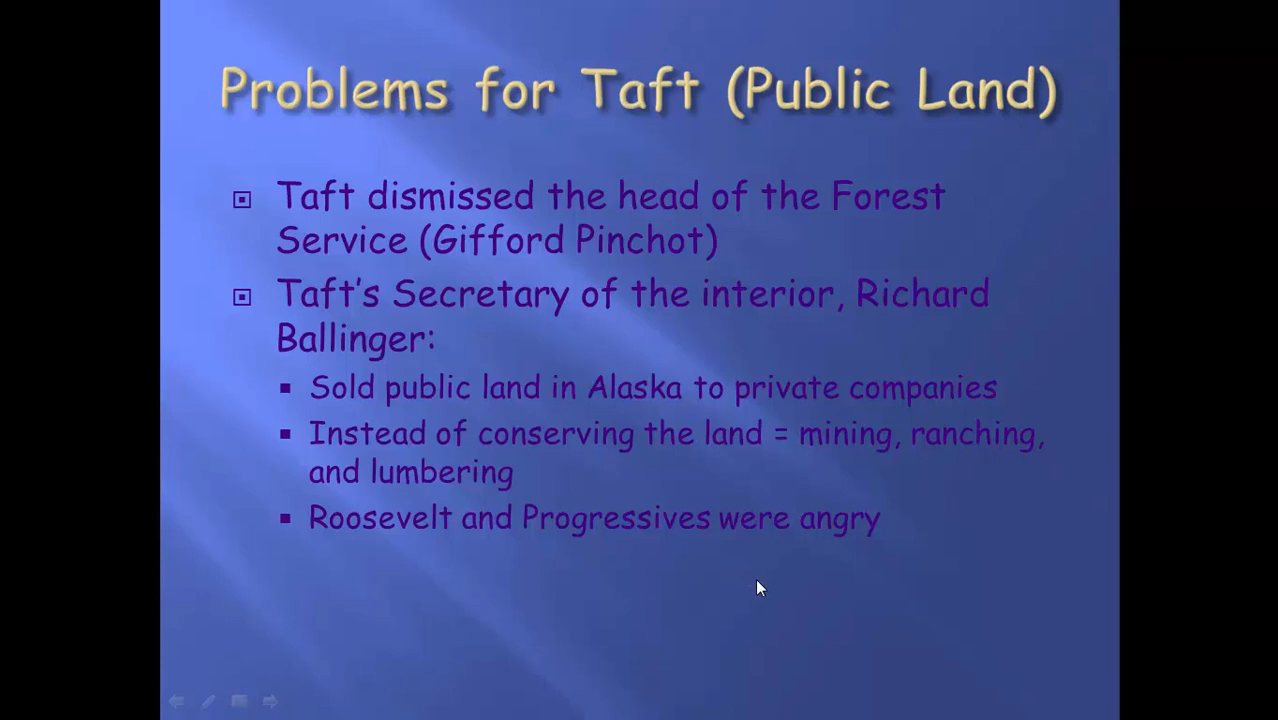 Problems for Taft (Public Land)
Taft dismissed the head of the Forest
Service (Gifford Pinchot)
Taft's Secretary of the interior, Richard
Ballinger:
Sold public land in Alaska to private companies
Instead of conserving the land = mining, ranching,
and lumbering
Roosevelt and Progressives were angry